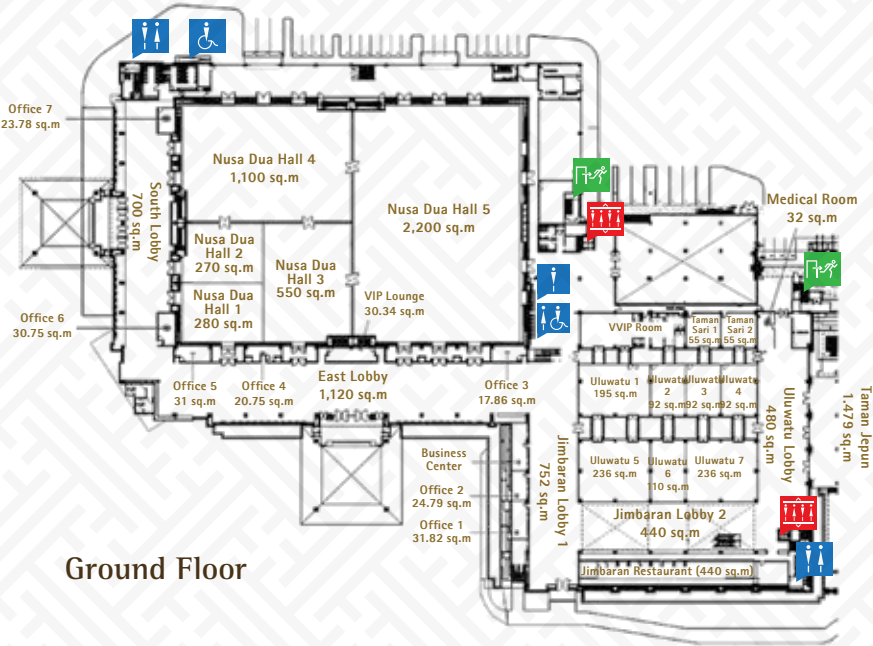 Office 7
23.78 sq.m
South Lobby
700 sq.m
Nusa Dua Hall 4
1,100 sq.m
Nusa Dua Hall 5
2,200 sq.m
Nusa Dua
Hall 2
270 sq.m
Nusa Dua
Hall 3
550 sq.m
Nusa Dua
Hall 1
280 sq.m
VIP Lounge
30.34 sq.m
Office 6
30.75 sq.m
Medical Room
32 sq.m
VVIP Room
Taman
Sari 1
55 sq.m
Taman
Sari 2
55 sq.m
Office 5
31 sq.m
Office 4
20.75 sq.m
East Lobby
1,120 sq.m
Office 3
17.86 sq.m
Uluwatu 1
195 sq.m
Uluwatu
2
92 sq.m
Uluwatu
3
92 sq.m
Uluwatu
4
92 sq.m
Uluwatu Lobby
480 sq.m
Taman Jepun
1.479 sq.m
Business
Center
Office 2
24.79 sq.m
Office 1
31.82 sq.m
Jimbaran Lobby 1
752 sq.m
Uluwatu 5
236 sq.m
Uluwatu
6
110 sq.m
Uluwatu 7
236 sq.m
Jimbaran Lobby 2
440 sq.m
Jimbaran Restaurant (440 sq.m)
Ground Floor